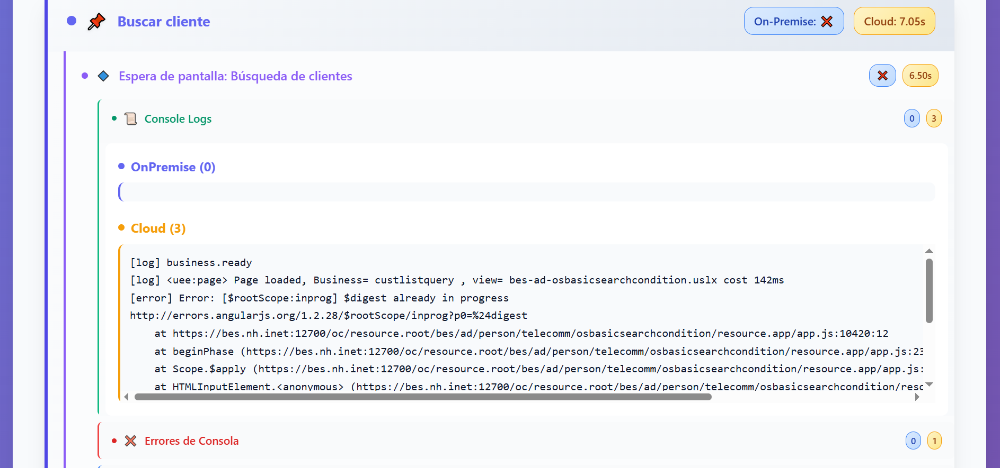 Buscar cliente
On-Premise: ❌
Cloud: 7.05s
Espera de pantalla: Búsqueda de clientes
❌
6.50s
Console Logs
0
3
OnPremise (0)
Cloud (3)
[log] business.ready
[log] <uee:page> Page loaded, Business= custlistquery , view= bes-ad-osbasicsearchcondition.uslx cost 142ms
[error] Error: [$rootScope:inprog] $digest already in progress
http://errors.angularjs.org/1.2.28/$rootScope/inprog?p0=%24digest
at https://bes.nh.inet:12700/oc/resource.root/bes/ad/person/telecomm/osbasicsearchcondition/resource.app/app.js:10420:12
at beginPhase (https://bes.nh.inet:12700/oc/resource.root/bes/ad/person/telecomm/osbasicsearchcondition/resource.app/app.js:23
at Scope.$apply (https://bes.nh.inet:12700/oc/resource.root/bes/ad/person/telecomm/osbasicsearchcondition/resource.app/app.js:
at HTMLInputElement.<anonymous> (https://bes.nh.inet:12700/oc/resource.root/bes/ad/person/telecomm/osbasicsearchcondition/reso
Errores de Consola
0
1